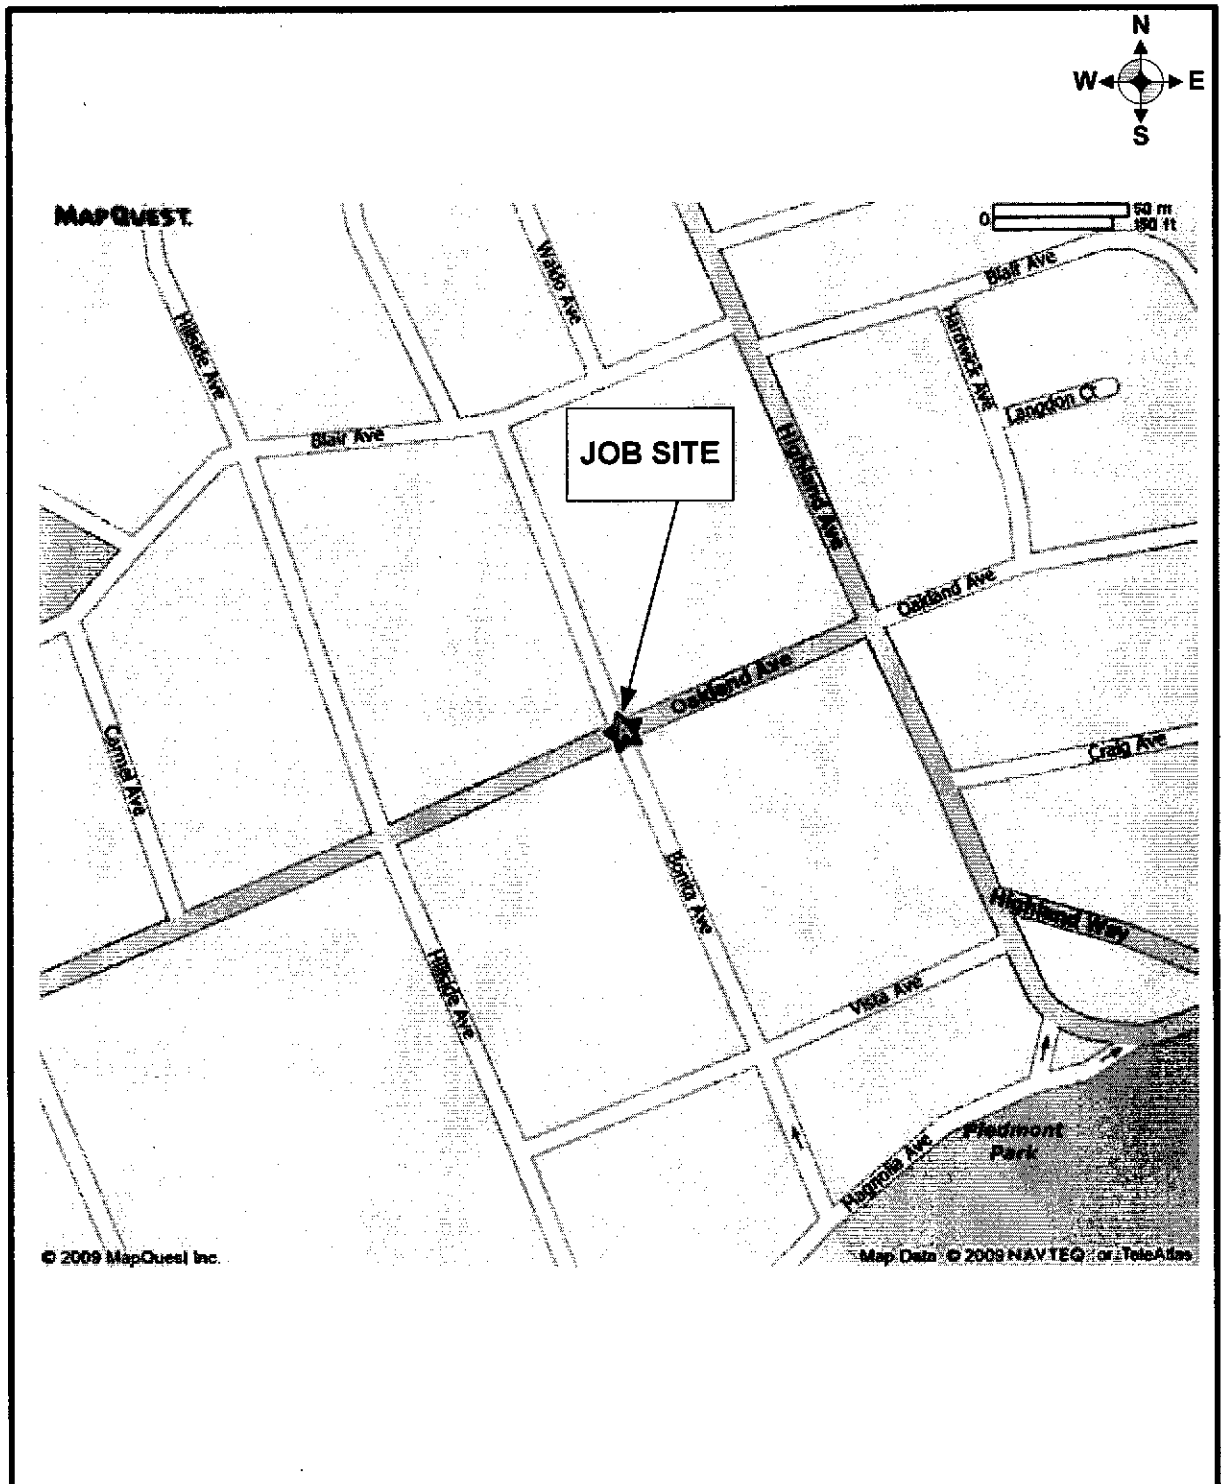 N
W E
S
MAPQUEST.
0 50 m
150 ft
Waldo Ave
Blair Ave
Hillside Ave
Hardwick Ave
Langdon Ct
Blair Ave
JOB SITE
Highland Ave
Oakland Ave
Oakland Ave
Carmel Ave
Craig Ave
Bonita Ave
Highland Way
Hillside Ave
Vista Ave
Piedmont
Park
Magnolia Ave
© 2009 MapQuest Inc.
Map Data © 2009 NAVTEQ or TeleAtlas